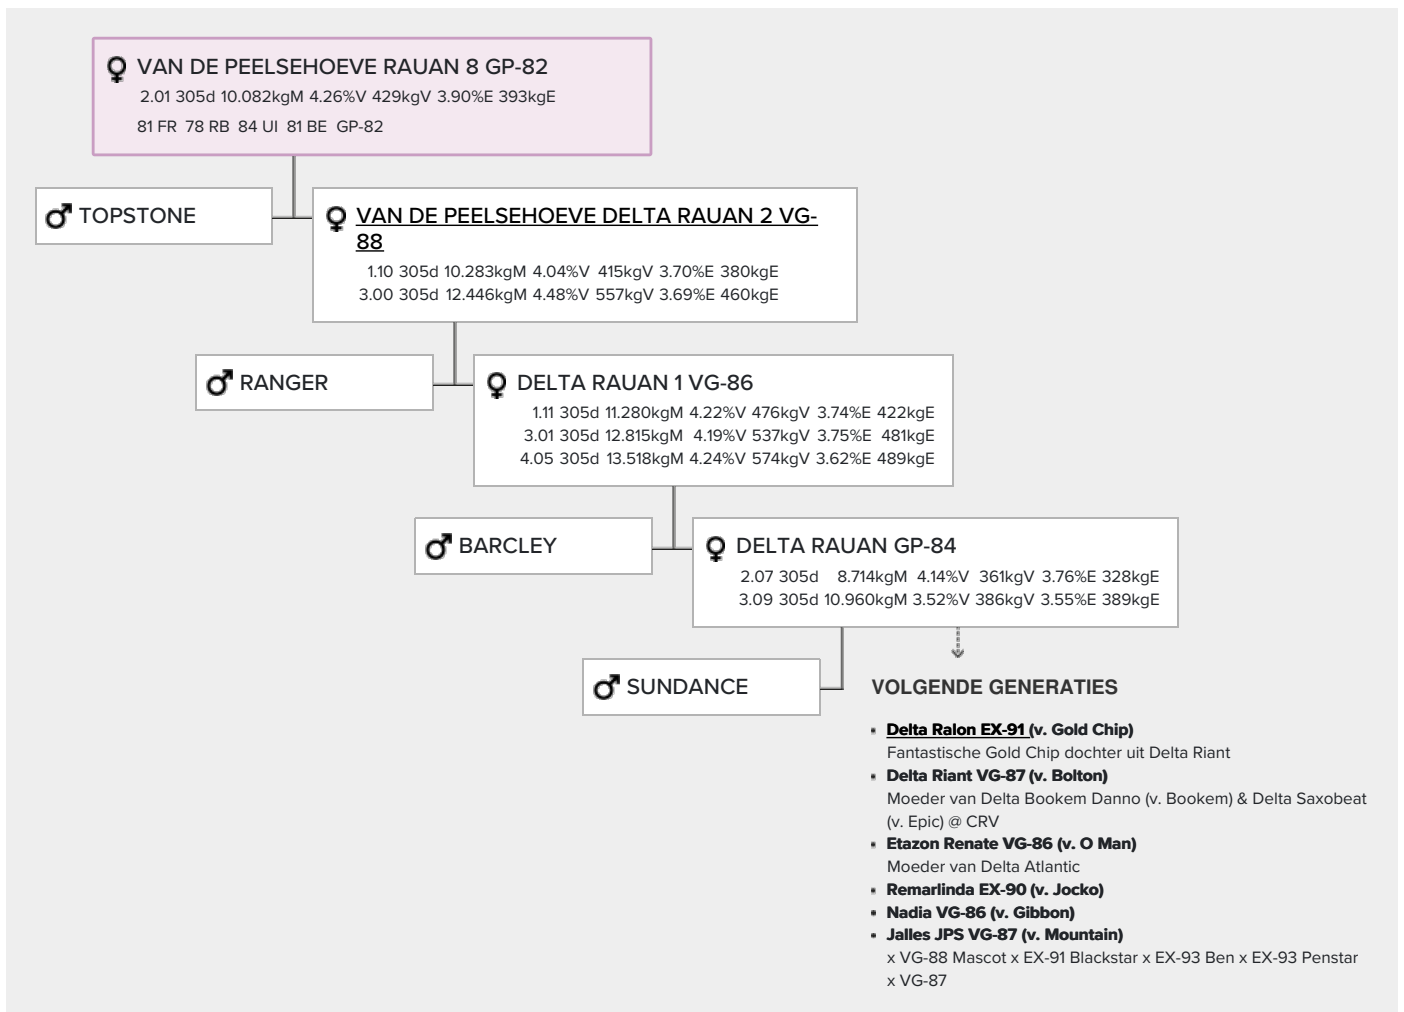 VAN DE PEELSEHOEVE RAUAN 8 GP-82
2.01 305d 10.082kgM 4.26%V 429kgV 3.90%E 393kgE
81 FR 78 RB 84 UI 81 BE GP-82
TOPSTONE
VAN DE PEELSEHOEVE DELTA RAUAN 2 VG-
88
1.10 305d 10.283kgM 4.04%V 415kgV 3.70%E 380kgE
3.00 305d 12.446kgM 4.48%V 557kgV 3.69%E 460kgE
RANGER
DELTA RAUAN 1 VG-86
1.11 305d 11.280kgM 4.22%V 476kgV 3.74%E 422kgE
3.01 305d 12.815kgM 4.19%V 537kgV 3.75%E 481kgE
4.05 305d 13.518kgM 4.24%V 574kgV 3.62%E 489kgE
BARCLEY
DELTA RAUAN GP-84
2.07 305d 8.714kgM 4.14%V 361kgV 3.76%E 328kgE
3.09 305d 10.960kgM 3.52%V 386kgV 3.55%E 389kgE
SUNDANCE
VOLGENDE GENERATIES
Delta Ralon EX-91 (v. Gold Chip)
Fantastische Gold Chip dochter uit Delta Riant
Delta Riant VG-87 (v. Bolton)
Moeder van Delta Bookem Danno (v. Bookem) & Delta Saxobeat
(v. Epic) @ CRV
Etazon Renate VG-86 (v. O Man)
Moeder van Delta Atlantic
Remarlinda EX-90 (v. Jocko)
Nadia VG-86 (v. Gibbon)
Jalles JPS VG-87 (v. Mountain)
x VG-88 Mascot x EX-91 Blackstar x EX-93 Ben x EX-93 Penstar
x VG-87